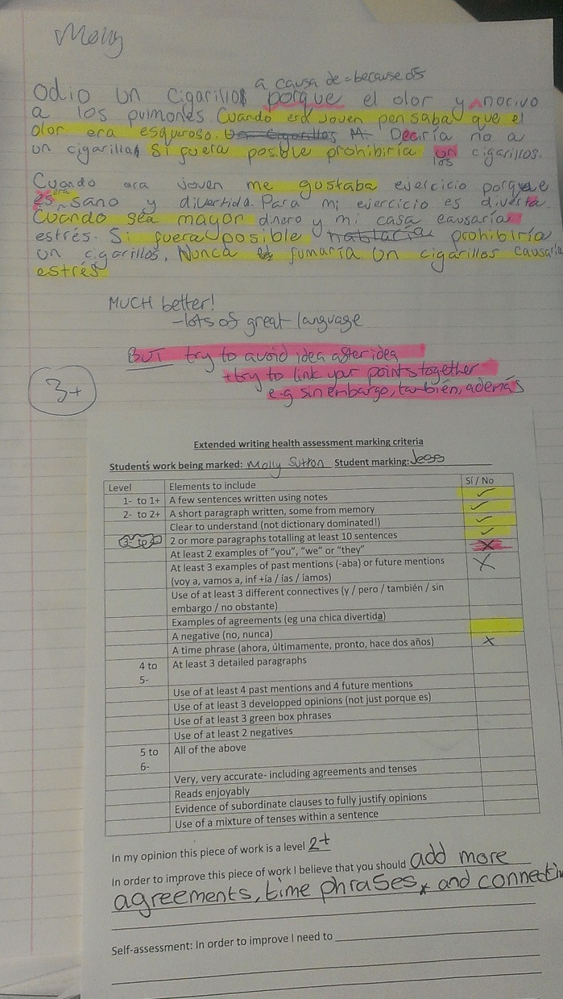 Molly
a causa de = because of
Odio un cigarillos porque el olor y nocivo
a los pulmones Cuando era joven pensaba que el
olor era esqueroso. Un Cigarillos M. Deciría no a
un cigarillos Si fuera posible prohibiría un cigarillos.
los
Cuando era joven me gustaba ejercicio porque
era
es sano y divertida. Para mi ejercicio es diverta.
Cuando sea mayor dinero y mi casa causaría
estrés. Si fuera posible hablaría prohibiría
un cigarillos. Nunca fumaría. Un cigarillos causaría
estrés
MUCH better!
-lots of great language
BUT try to avoid idea after idea
+ try to link your points together
e.g sin embargo, también, además
3+
Extended writing health assessment marking criteria
Student's work being marked: Molly Sutton Student marking: Jess
Level Elements to include Sí / No
1- to 1+ A few sentences written using notes ✓
2- to 2+ A short paragraph written, some from memory ✓
Clear to understand (not dictionary dominated!) ✓
2 or more paragraphs totalling at least 10 sentences ✓
At least 2 examples of "you", "we" or "they" X
At least 3 examples of past mentions (-aba) or future mentions X
(voy a, vamos a, inf +ía / ías / íamos)
Use of at least 3 different connectives (y / pero / también / sin
embargo / no obstante)
Examples of agreements (eg una chica divertida)
A negative (no, nunca)
A time phrase (ahora, últimamente, pronto, hace dos años) X
4 to At least 3 detailed paragraphs
5-
Use of at least 4 past mentions and 4 future mentions
Use of at least 3 developped opinions (not just porque es)
Use of at least 3 green box phrases
Use of at least 2 negatives
5 to All of the above
6-
Very, very accurate- including agreements and tenses
Reads enjoyably
Evidence of subordinate clauses to fully justify opinions
Use of a mixture of tenses within a sentence
In my opinion this piece of work is a level 2+
In order to improve this piece of work I believe that you should add more
agreements, time phrases, and connecti
Self-assessment: In order to improve I need to